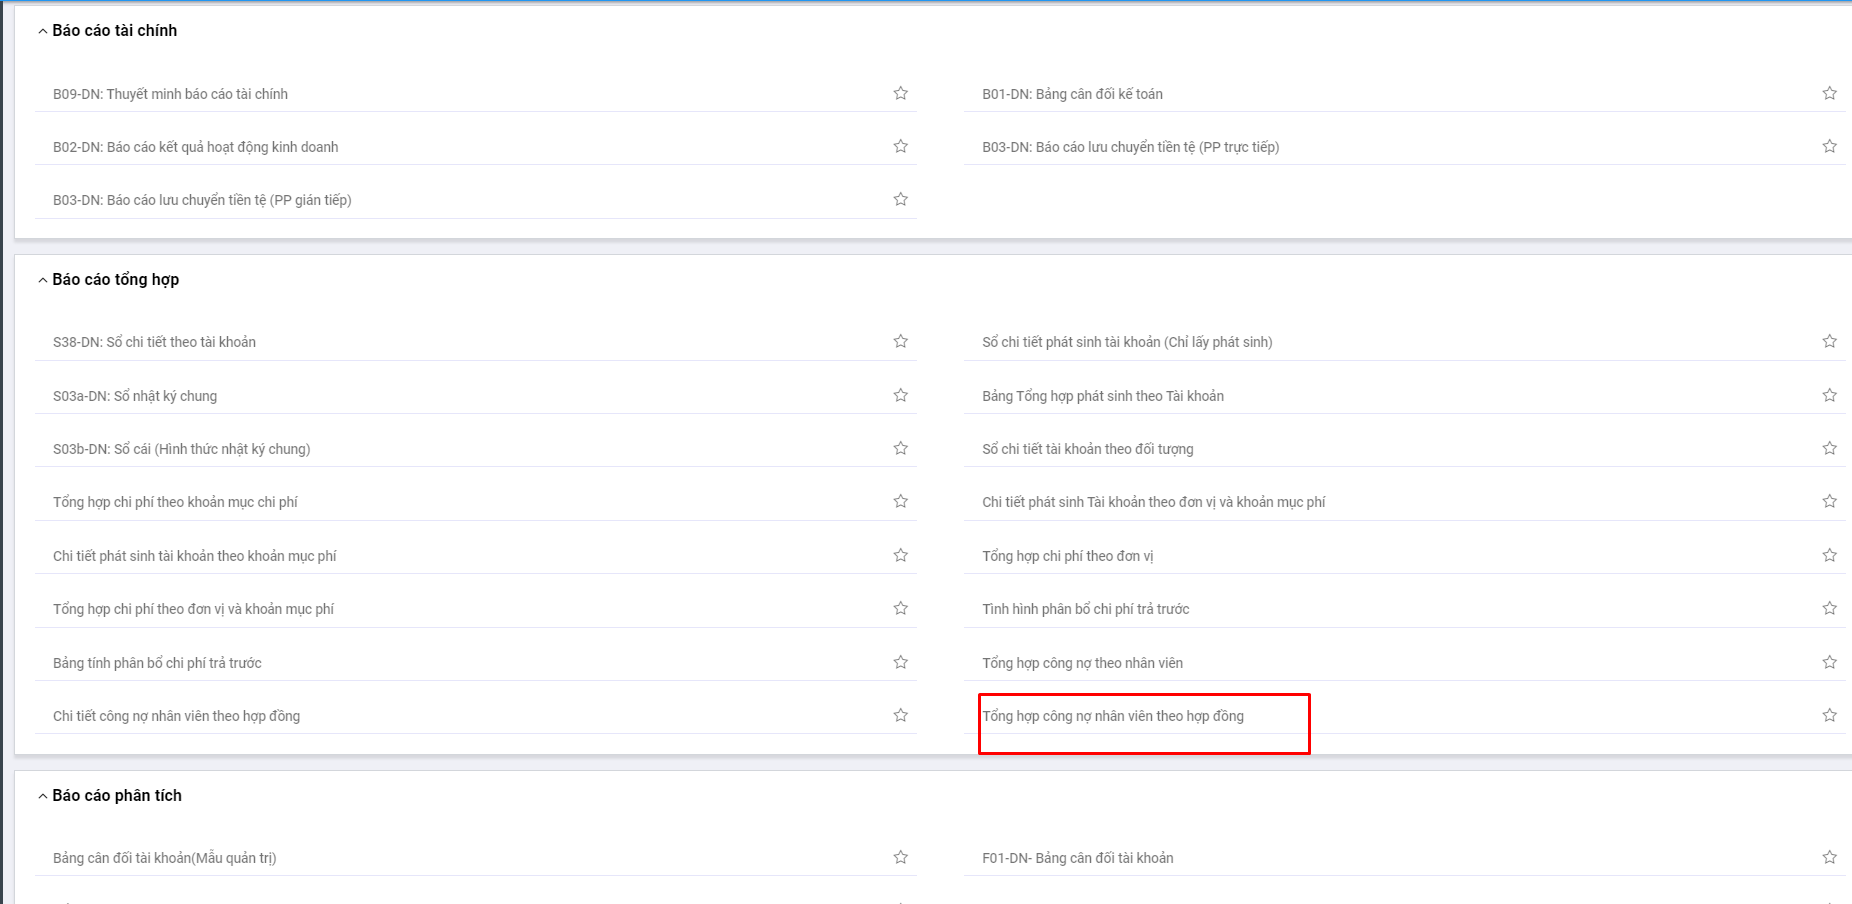 Báo cáo tài chính
B09-DN: Thuyết minh báo cáo tài chính
B01-DN: Bảng cân đối kế toán
B02-DN: Báo cáo kết quả hoạt động kinh doanh
B03-DN: Báo cáo lưu chuyển tiền tệ (PP trực tiếp)
B03-DN: Báo cáo lưu chuyển tiền tệ (PP gián tiếp)
Báo cáo tổng hợp
S38-DN: Sổ chi tiết theo tài khoản
Sổ chi tiết phát sinh tài khoản (Chỉ lấy phát sinh)
S03a-DN: Sổ nhật ký chung
Bảng Tổng hợp phát sinh theo Tài khoản
S03b-DN: Sổ cái (Hình thức nhật ký chung)
Sổ chi tiết tài khoản theo đối tượng
Tổng hợp chi phí theo khoản mục chi phí
Chi tiết phát sinh Tài khoản theo đơn vị và khoản mục phí
Chi tiết phát sinh tài khoản theo khoản mục phí
Tổng hợp chi phí theo đơn vị
Tổng hợp chi phí theo đơn vị và khoản mục phí
Tình hình phân bổ chi phí trả trước
Bảng tính phân bổ chi phí trả trước
Tổng hợp công nợ theo nhân viên
Chi tiết công nợ nhân viên theo hợp đồng
Tổng hợp công nợ nhân viên theo hợp đồng
Báo cáo phân tích
Bảng cân đối tài khoản(Mẫu quản trị)
F01-DN- Bảng cân đối tài khoản